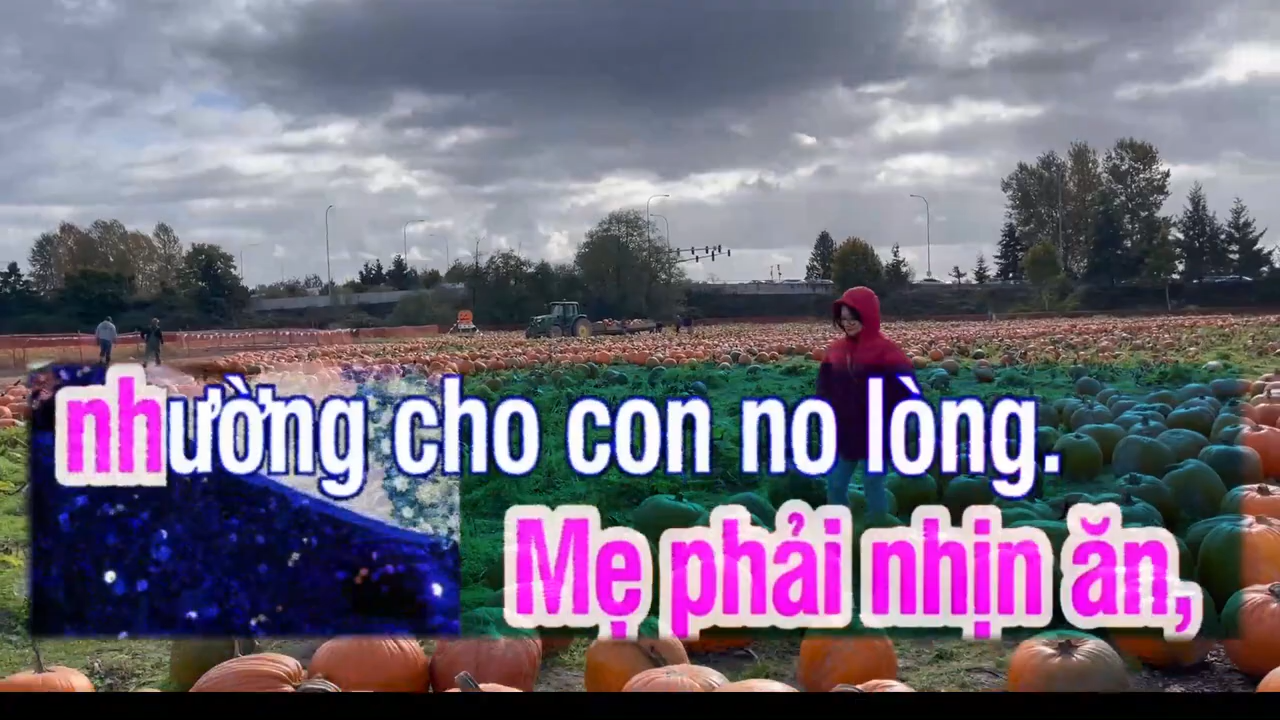 nhường cho con no lòng.
Mẹ phải nhịn ăn,